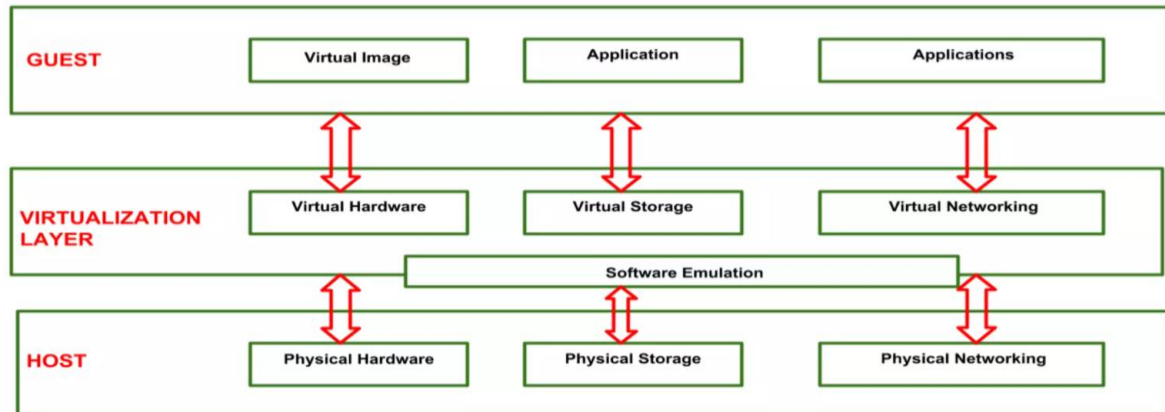 GUEST
Virtual Image
Application
Applications
VIRTUALIZATION
LAYER
Virtual Hardware
Virtual Storage
Virtual Networking
Software Emulation
HOST
Physical Hardware
Physical Storage
Physical Networking